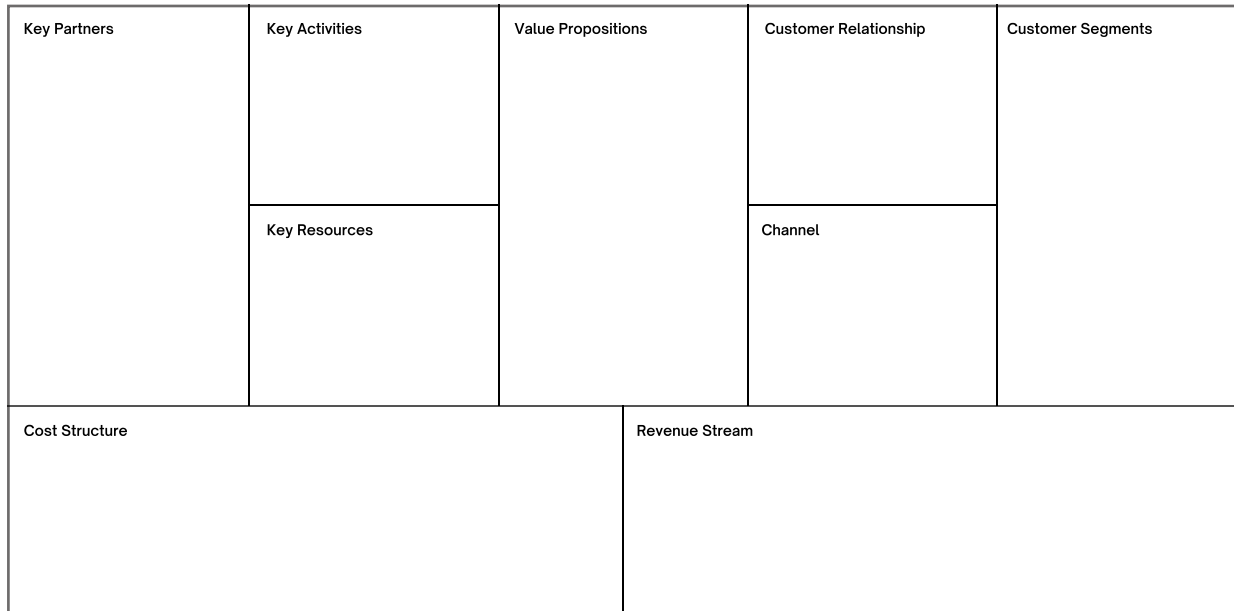 Key Partners
Key Activities
Value Propositions
Customer Relationship
Customer Segments
Key Resources
Channel
Cost Structure
Revenue Stream